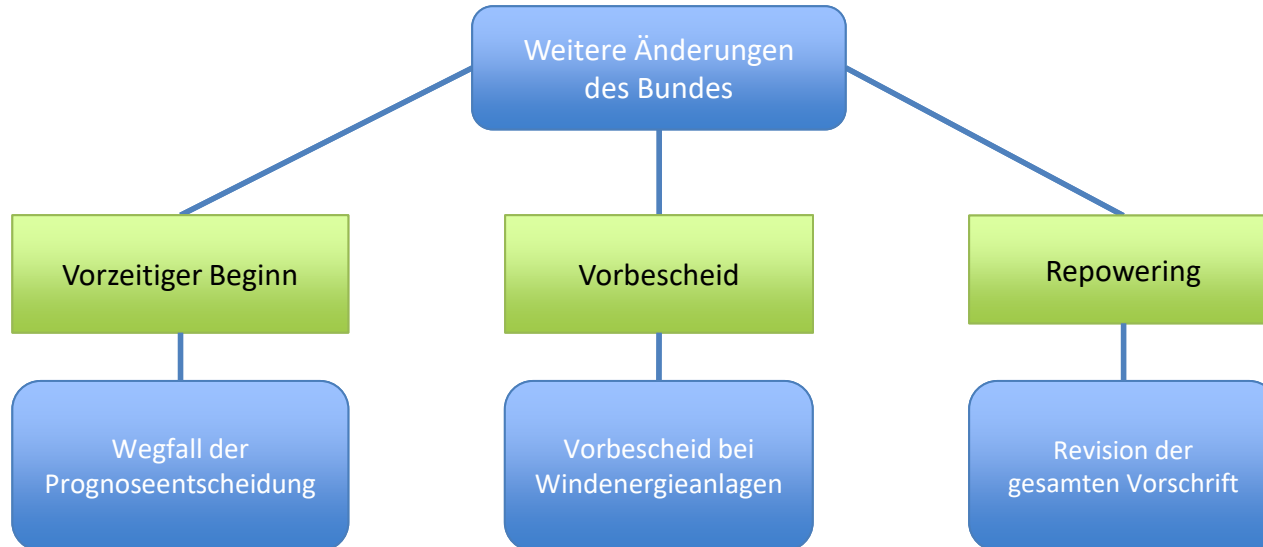 Weitere Änderungen
des Bundes
Vorzeitiger Beginn
Vorbescheid
Repowering
Wegfall der
Prognoseentscheidung
Vorbescheid bei
Windenergieanlagen
Revision der
gesamten Vorschrift